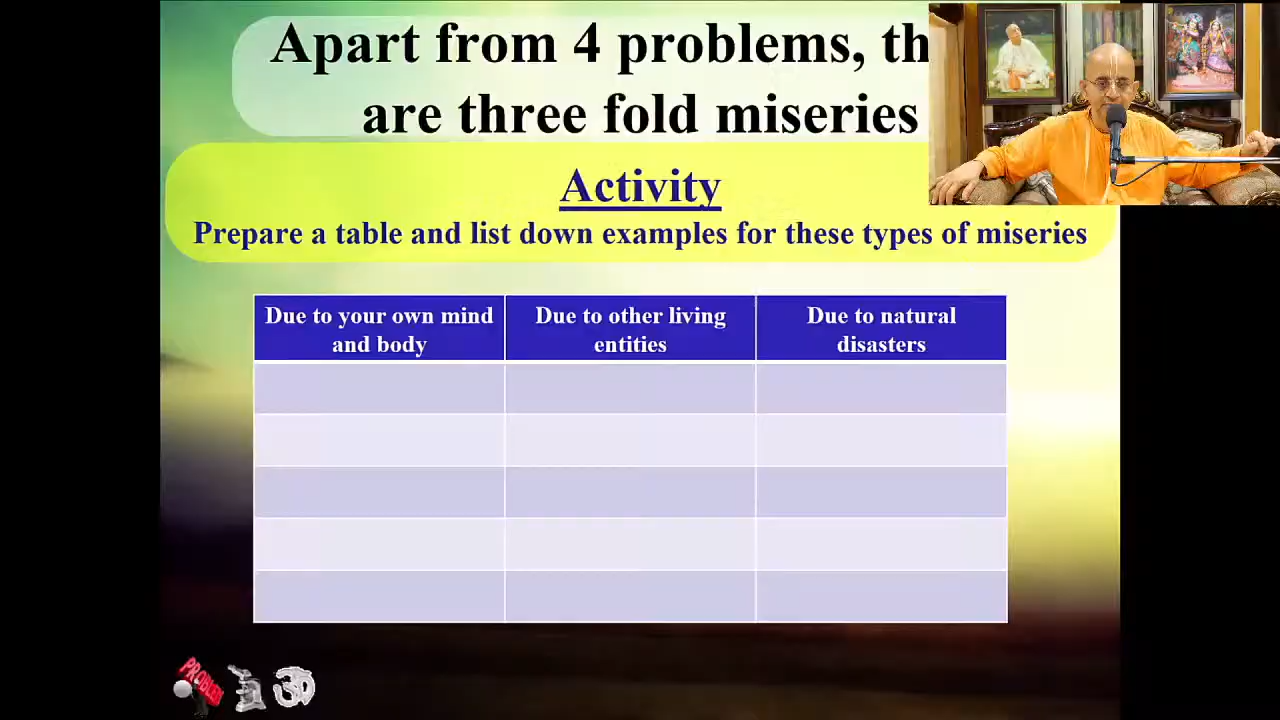 Apart from 4 problems, th
are three fold miseries
Activity
Prepare a table and list down examples for these types of miseries
Due to your own mind
and body
Due to other living
entities
Due to natural
disasters
PROBLEM
ॐ